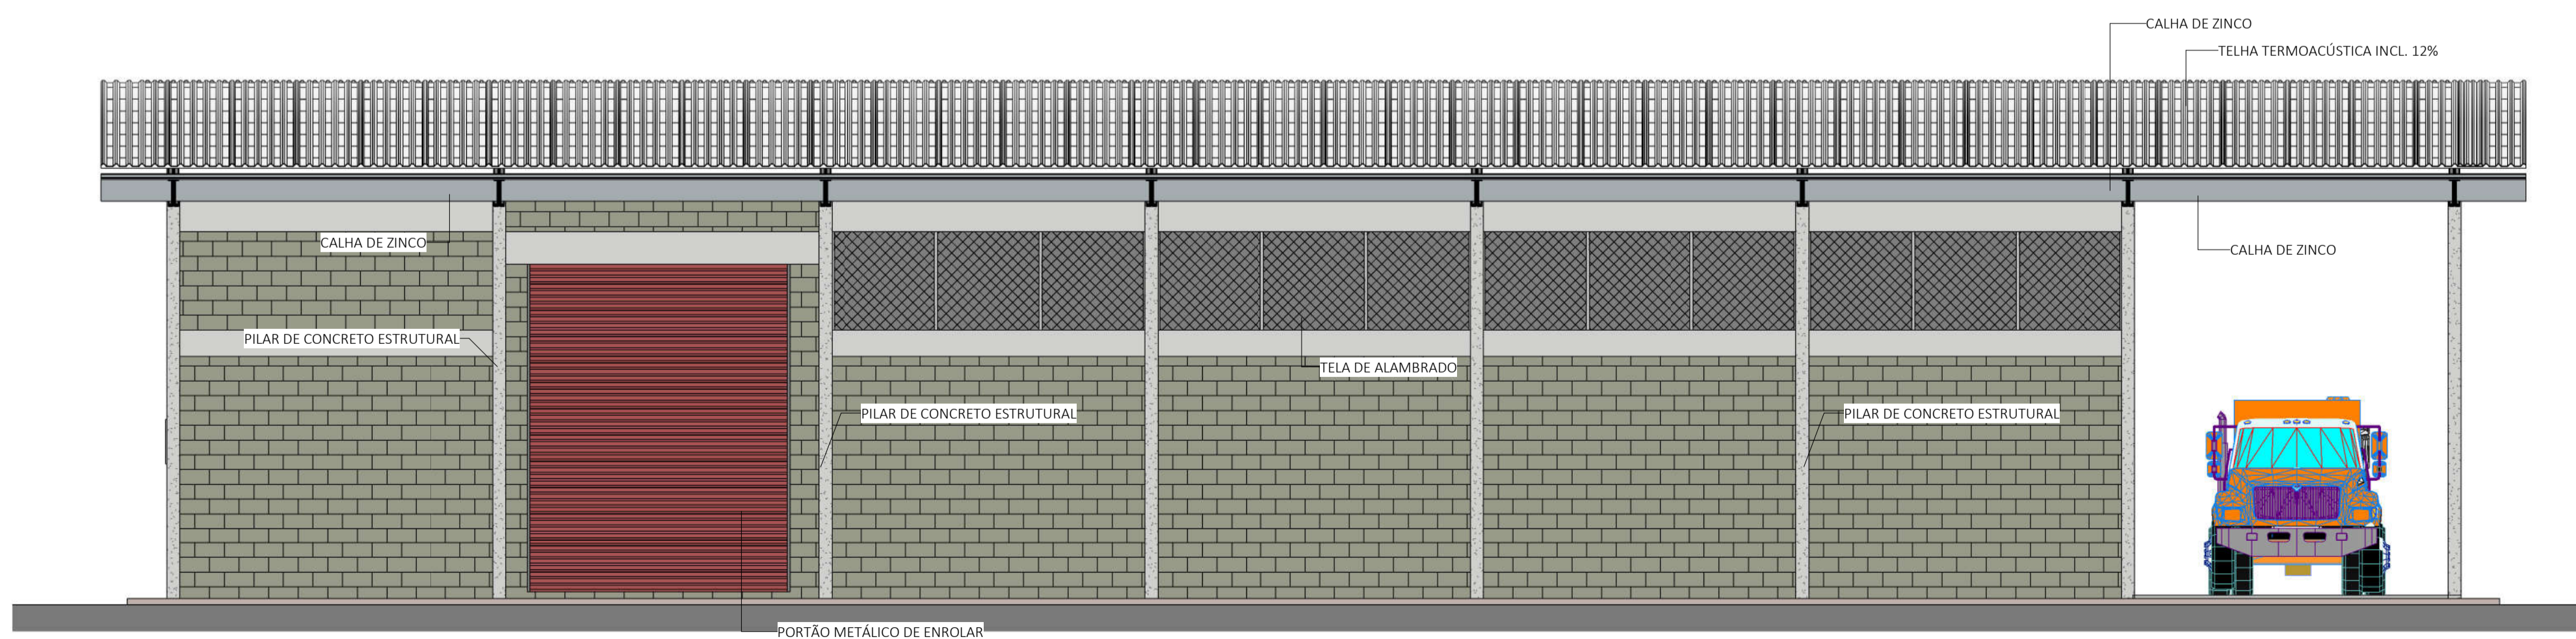 CALHA DE ZINCO
TELHA TERMOACÚSTICA INCL. 12%
CALHA DE ZINCO
CALHA DE ZINCO
PILAR DE CONCRETO ESTRUTURAL
TELA DE ALAMBRADO
PILAR DE CONCRETO ESTRUTURAL
PILAR DE CONCRETO ESTRUTURAL
PORTÃO METÁLICO DE ENROLAR